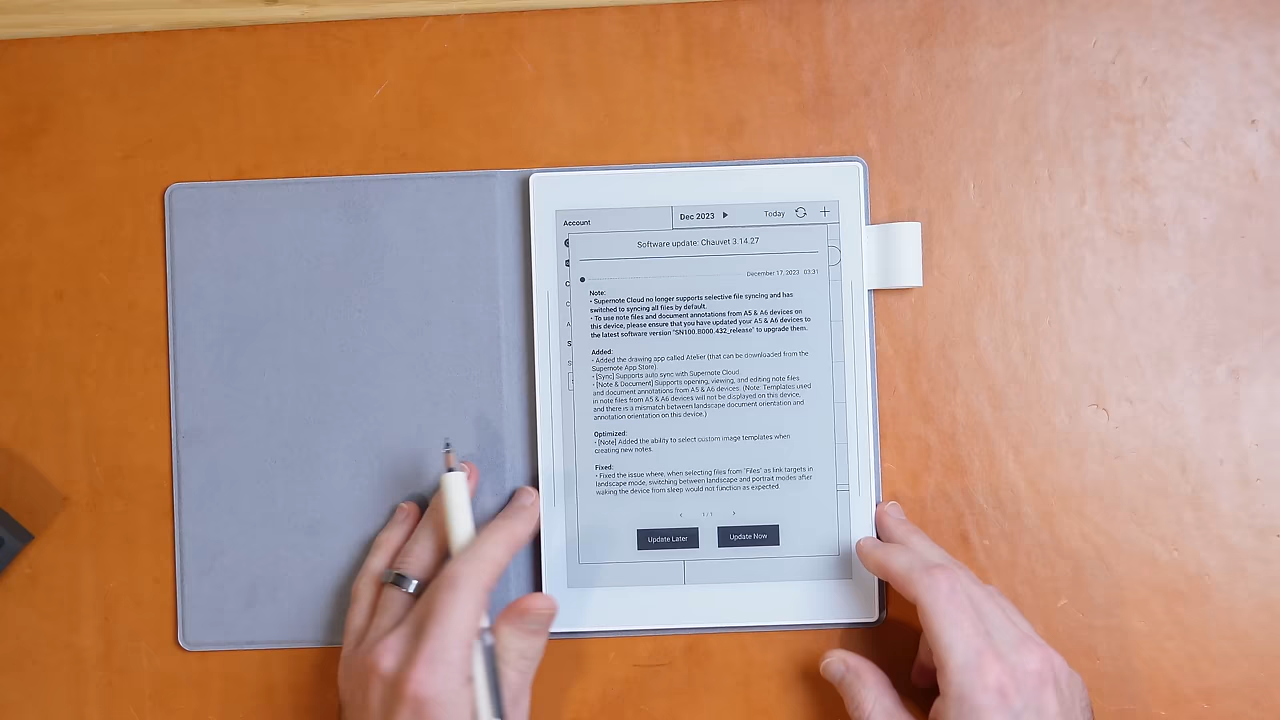 Account
Dec 2023
Today
Software update: Chauvet 3.14.27
December 17, 2023 03:31
Note:
• Supernote Cloud no longer supports selective file syncing and has
switched to syncing all files by default.
• To use note files and document annotations from A5 & A6 devices on
this device, please ensure that you have updated your A5 & A6 devices to
the latest software version "SN100.B000.432_release" to upgrade them.
Added:
• Added the drawing app called Atelier (that can be downloaded from the
Supernote App Store).
• [Sync] Supports auto sync with Supernote Cloud.
• [Note & Document] Supports opening, viewing, and editing note files
and document annotations from A5 & A6 devices. (Note: Templates used
in note files from A5 & A6 devices will not be displayed on this device,
and there is a mismatch between landscape document orientation and
annotation orientation on this device.)
Optimized:
• [Note] Added the ability to select custom image templates when
creating new notes.
Fixed:
• Fixed the issue where, when selecting files from "Files" as link targets in
landscape mode, switching between landscape and portrait modes after
waking the device from sleep would not function as expected.
‹ 1 / 1 ›
Update Later
Update Now